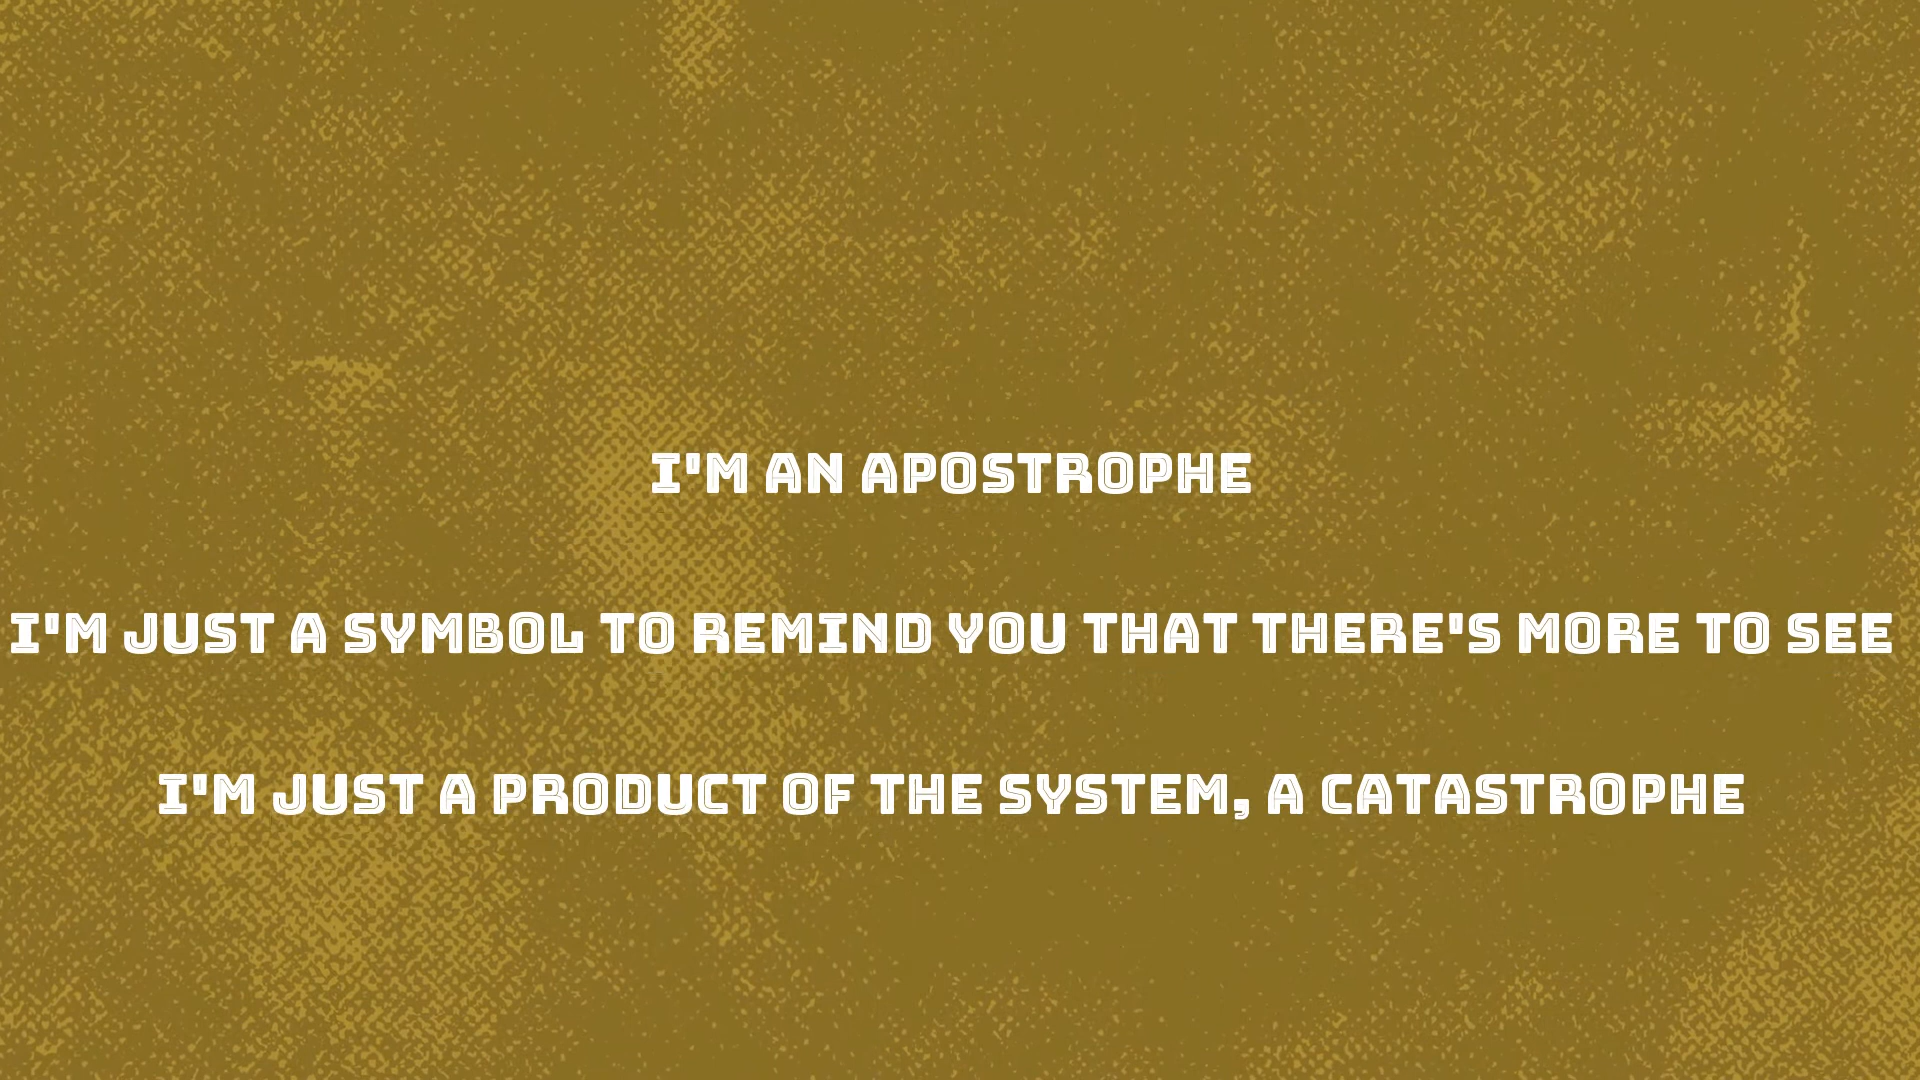 I'M AN APOSTROPHE
I'M JUST A SYMBOL TO REMIND YOU THAT THERE'S MORE TO SEE
I'M JUST A PRODUCT OF THE SYSTEM, A CATASTROPHE